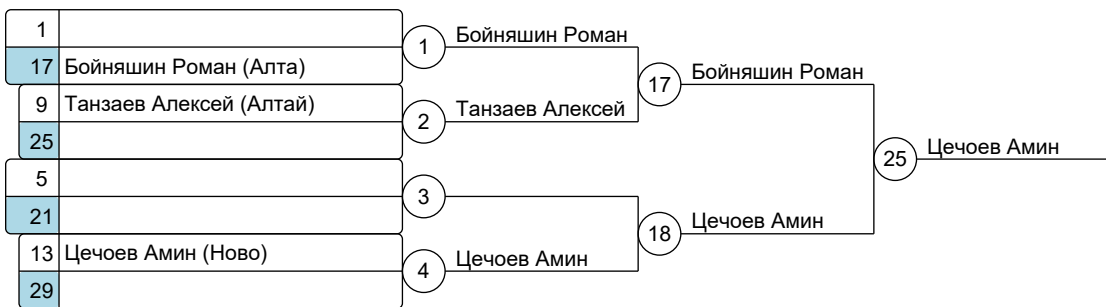 1
17 Бойняшин Роман (Алта)
9 Танзаев Алексей (Алтай)
25
5
21
13 Цечоев Амин (Ново)
29
1 Бойняшин Роман
2 Танзаев Алексей
3
4 Цечоев Амин
17 Бойняшин Роман
18 Цечоев Амин
25 Цечоев Амин